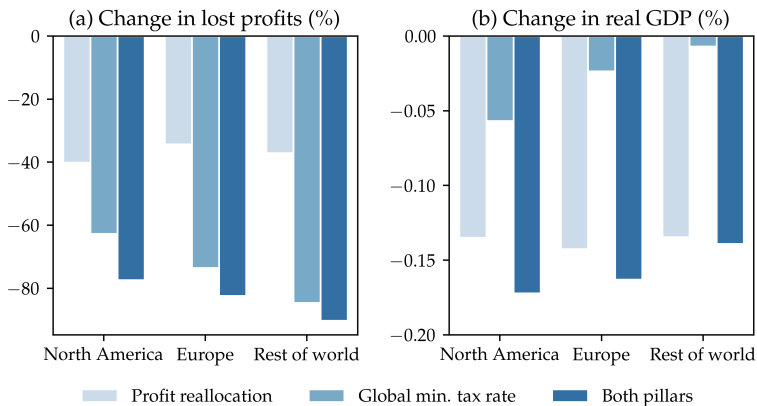 (a) Change in lost profits (%)
0
−20
−40
−60
−80
North America Europe Rest of world
(b) Change in real GDP (%)
0.00
−0.05
−0.10
−0.15
−0.20
North America Europe Rest of world
Profit reallocation Global min. tax rate Both pillars